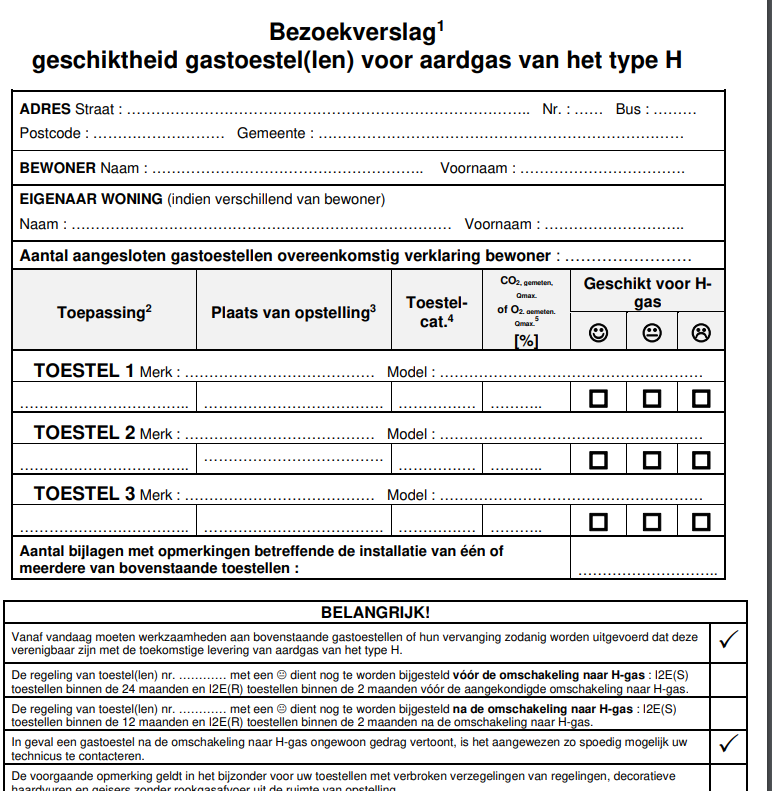 Bezoekverslag1
geschiktheid gastoestel(len) voor aardgas van het type H
ADRES Straat : ………………………………………………………………….. Nr. : …… Bus : ………
Postcode : ……………………… Gemeente : …………………………………………………………………
BEWONER Naam : ……………………………………………….. Voornaam : …………………………….
EIGENAAR WONING (indien verschillend van bewoner)
Naam : …………………………………………………………………… Voornaam : ………………………..
Aantal aangesloten gastoestellen overeenkomstig verklaring bewoner : ……………………
Toepassing2 Plaats van opstelling3 Toestel-cat.4 CO2, gemeten, Qmax. of O2, gemeten, Qmax.5 [%] Geschikt voor H-gas ☺ 😐 ☹
TOESTEL 1 Merk : ………………………………… Model : ………………………………………………
…………………………….. ………………………………. …………… ……….. ☐ ☐ ☐
TOESTEL 2 Merk : ………………………………… Model : ………………………………………………
…………………………….. ………………………………. …………… ……….. ☐ ☐ ☐
TOESTEL 3 Merk : ………………………………… Model : ………………………………………………
…………………………….. ………………………………. …………… ……….. ☐ ☐ ☐
Aantal bijlagen met opmerkingen betreffende de installatie van één of
meerdere van bovenstaande toestellen : ………………………..
BELANGRIJK!
Vanaf vandaag moeten werkzaamheden aan bovenstaande gastoestellen of hun vervanging zodanig worden uitgevoerd dat deze
verenigbaar zijn met de toekomstige levering van aardgas van het type H. ✓
De regeling van toestel(len) nr. ………… met een 😐 dient nog te worden bijgesteld vóór de omschakeling naar H-gas : I2E(S)
toestellen binnen de 24 maanden en I2E(R) toestellen binnen de 2 maanden vóór de aangekondigde omschakeling naar H-gas.
De regeling van toestel(len) nr. ………… met een 😐 dient nog te worden bijgesteld na de omschakeling naar H-gas : I2E(S)
toestellen binnen de 12 maanden en I2E(R) toestellen binnen de 2 maanden na de omschakeling naar H-gas.
In geval een gastoestel na de omschakeling naar H-gas ongewoon gedrag vertoont, is het aangewezen zo spoedig mogelijk uw
technicus te contacteren. ✓
De voorgaande opmerking geldt in het bijzonder voor uw toestellen met verbroken verzegelingen van regelingen, decoratieve
haardvuren en geisers zonder rookgasafvoer uit de ruimte van opstelling.